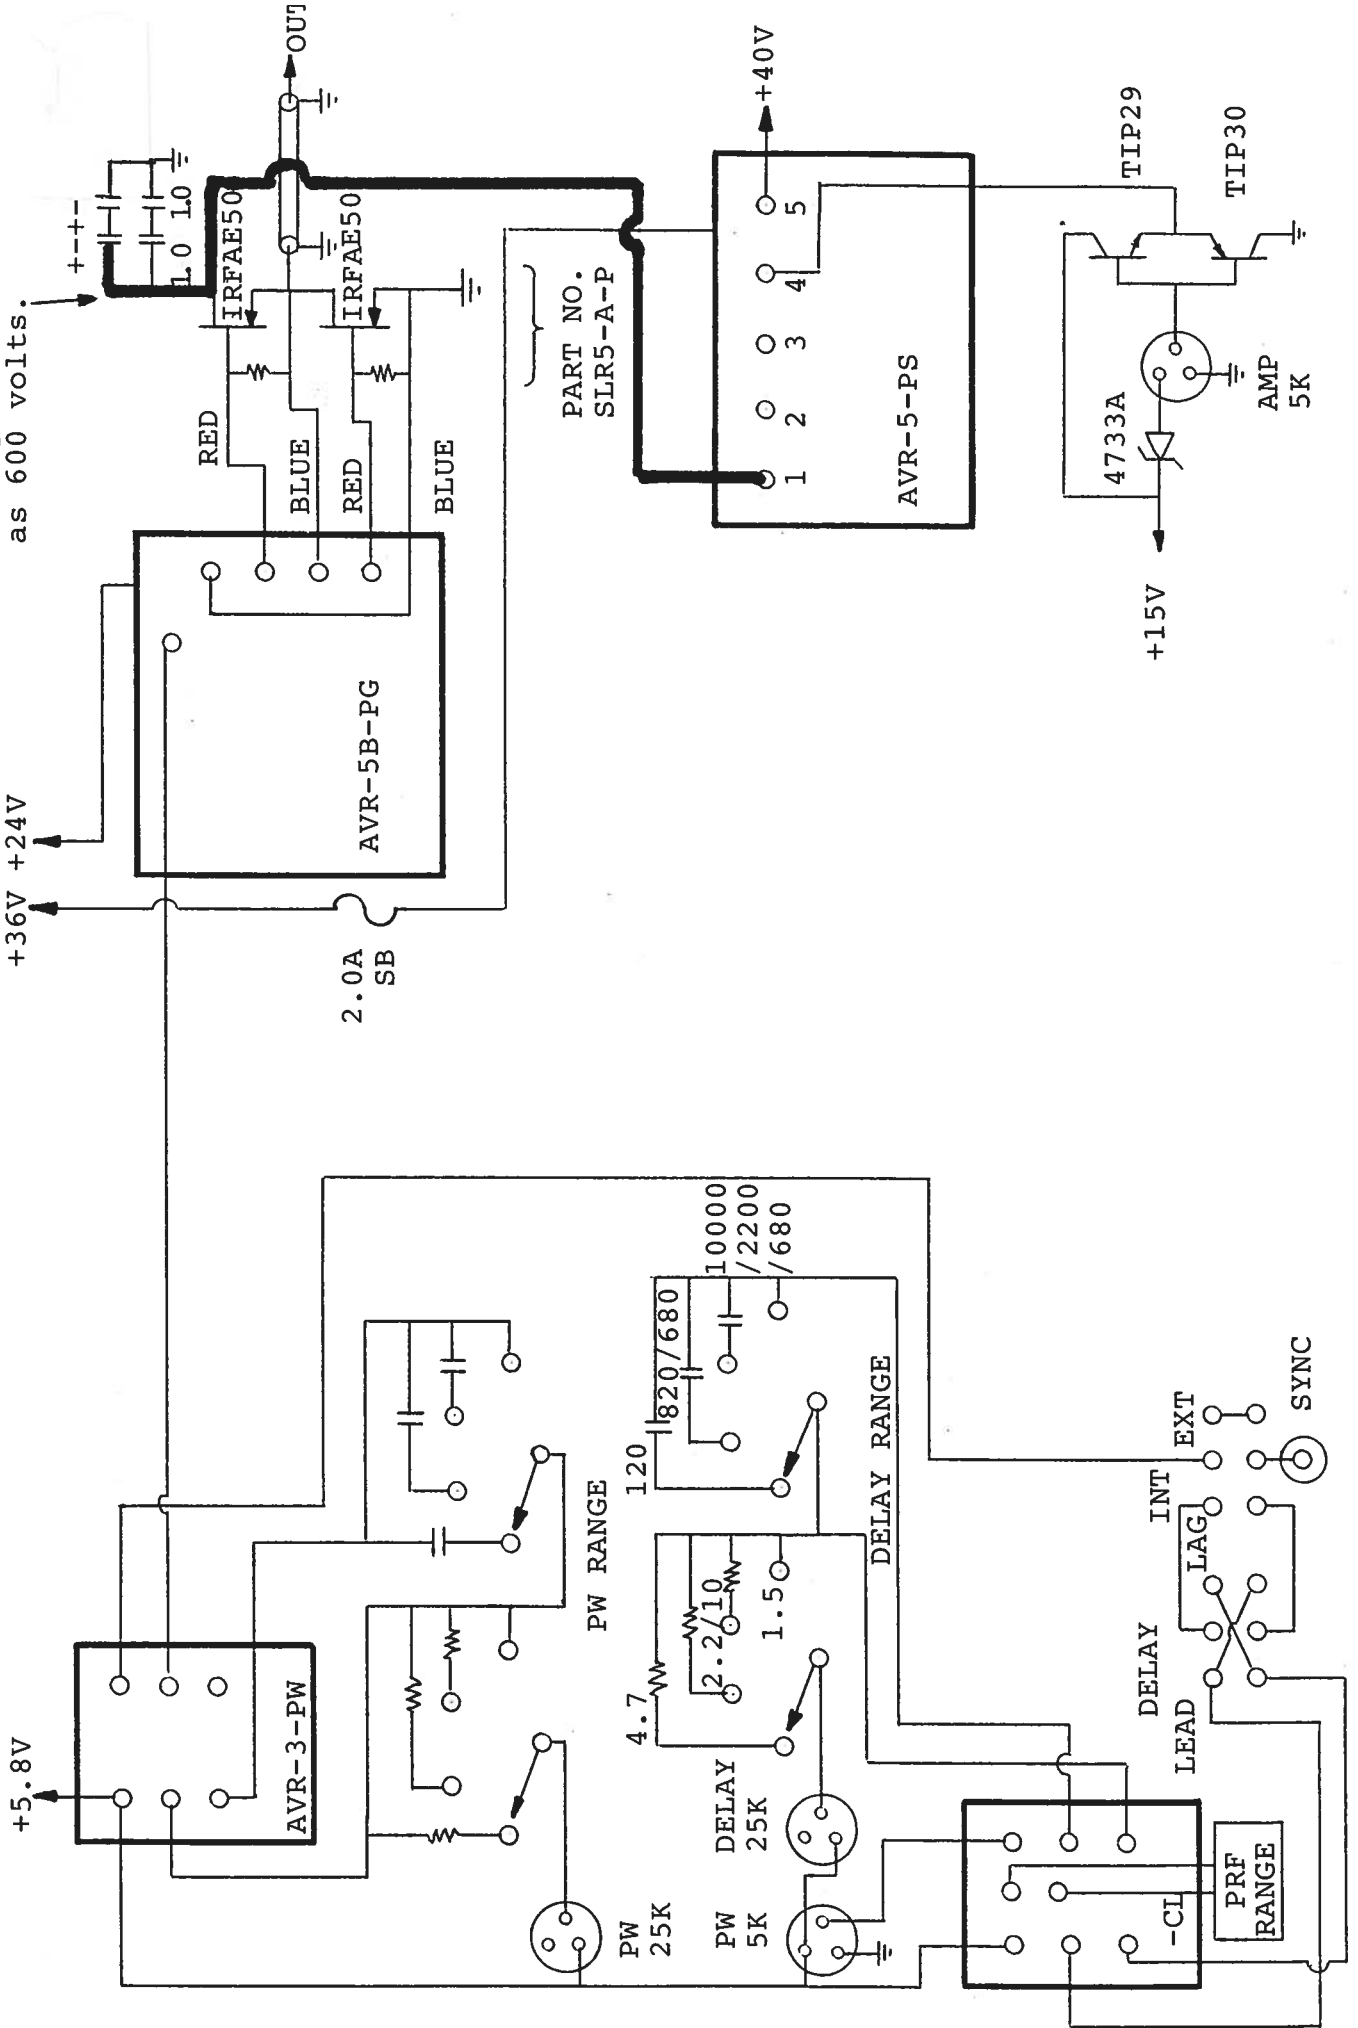 as 600 volts.
+-+-
1.0 1.0
OUT
IRFAE50
IRFAE50
RED
BLUE
RED
BLUE
+24V
+36V
AVR-5B-PG
2.0A
SB
PART NO.
SLR5-A-P
+40V
1 2 3 4 5
AVR-5-PS
TIP29
TIP30
4733A
AMP
5K
+15V
+5.8V
AVR-3-PW
PW RANGE
PW
25K
120
820/680
10000
/2200
/680
4.7
2.2/10
1.5
DELAY RANGE
DELAY
25K
PW
5K
-CL
PRF
RANGE
DELAY
LEAD
LAG
INT
EXT
SYNC